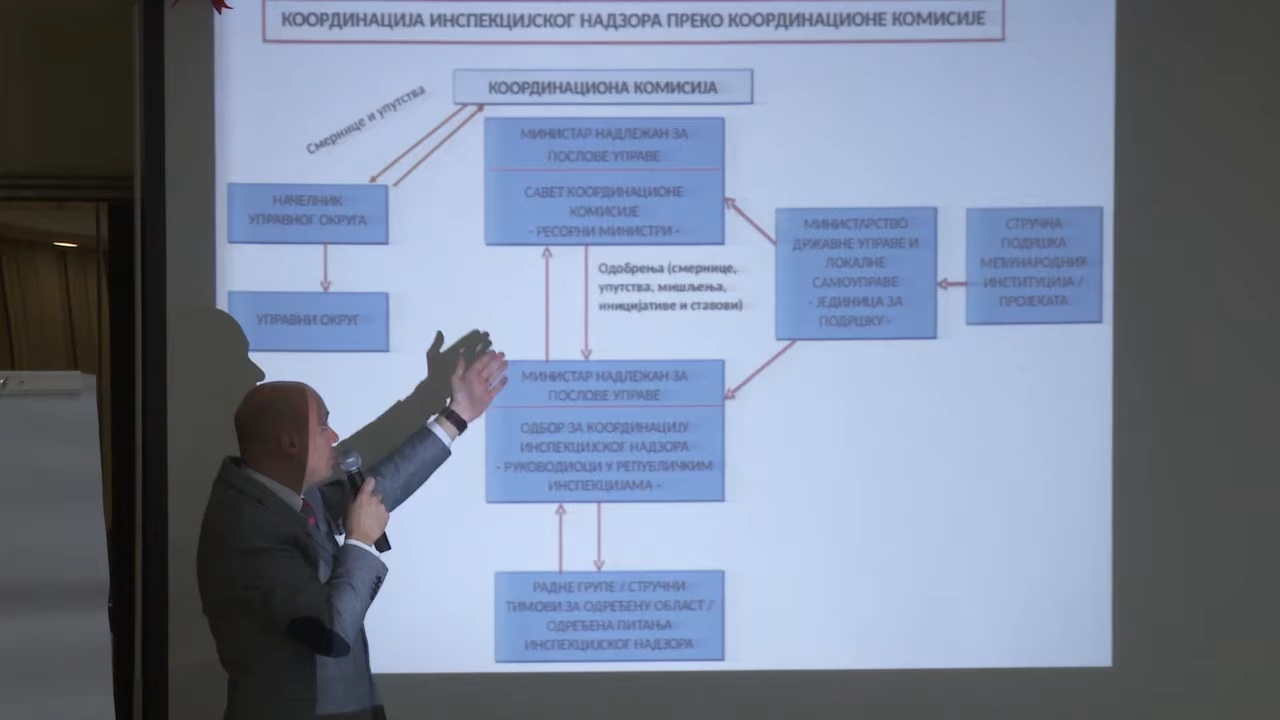 КООРДИНАЦИЈА ИНСПЕКЦИЈСКОГ НАДЗОРА ПРЕКО КООРДИНАЦИОНЕ КОМИСИЈЕ
КООРДИНАЦИОНА КОМИСИЈА
Смернице и упутства
МИНИСТАР НАДЛЕЖАН ЗА
ПОСЛОВЕ УПРАВЕ
САВЕТ КООРДИНАЦИОНЕ
КОМИСИЈЕ
- РЕСОРНИ МИНИСТРИ -
НАЧЕЛНИК
УПРАВНОГ ОКРУГА
УПРАВНИ ОКРУГ
МИНИСТАРСТВО
ДРЖАВНЕ УПРАВЕ И
ЛОКАЛНЕ
САМОУПРАВЕ
- ЈЕДИНИЦА ЗА
ПОДРШКУ -
СТРУЧНА
ПОДРШКА
МЕЂУНАРОДНИХ
ИНСТИТУЦИЈА /
ПРОЈЕКАТА
Одобрења (смернице,
упутства, мишљења,
иницијативе и ставови)
МИНИСТАР НАДЛЕЖАН ЗА
ПОСЛОВЕ УПРАВЕ
ОДБОР ЗА КООРДИНАЦИЈУ
ИНСПЕКЦИЈСКОГ НАДЗОРА
- РУКОВОДИОЦИ У РЕПУБЛИЧКИМ
ИНСПЕКЦИЈАМА -
РАДНЕ ГРУПЕ / СТРУЧНИ
ТИМОВИ ЗА ОДРЕЂЕНУ ОБЛАСТ /
ОДРЕЂЕНА ПИТАЊА
ИНСПЕКЦИЈСКОГ НАДЗОРА